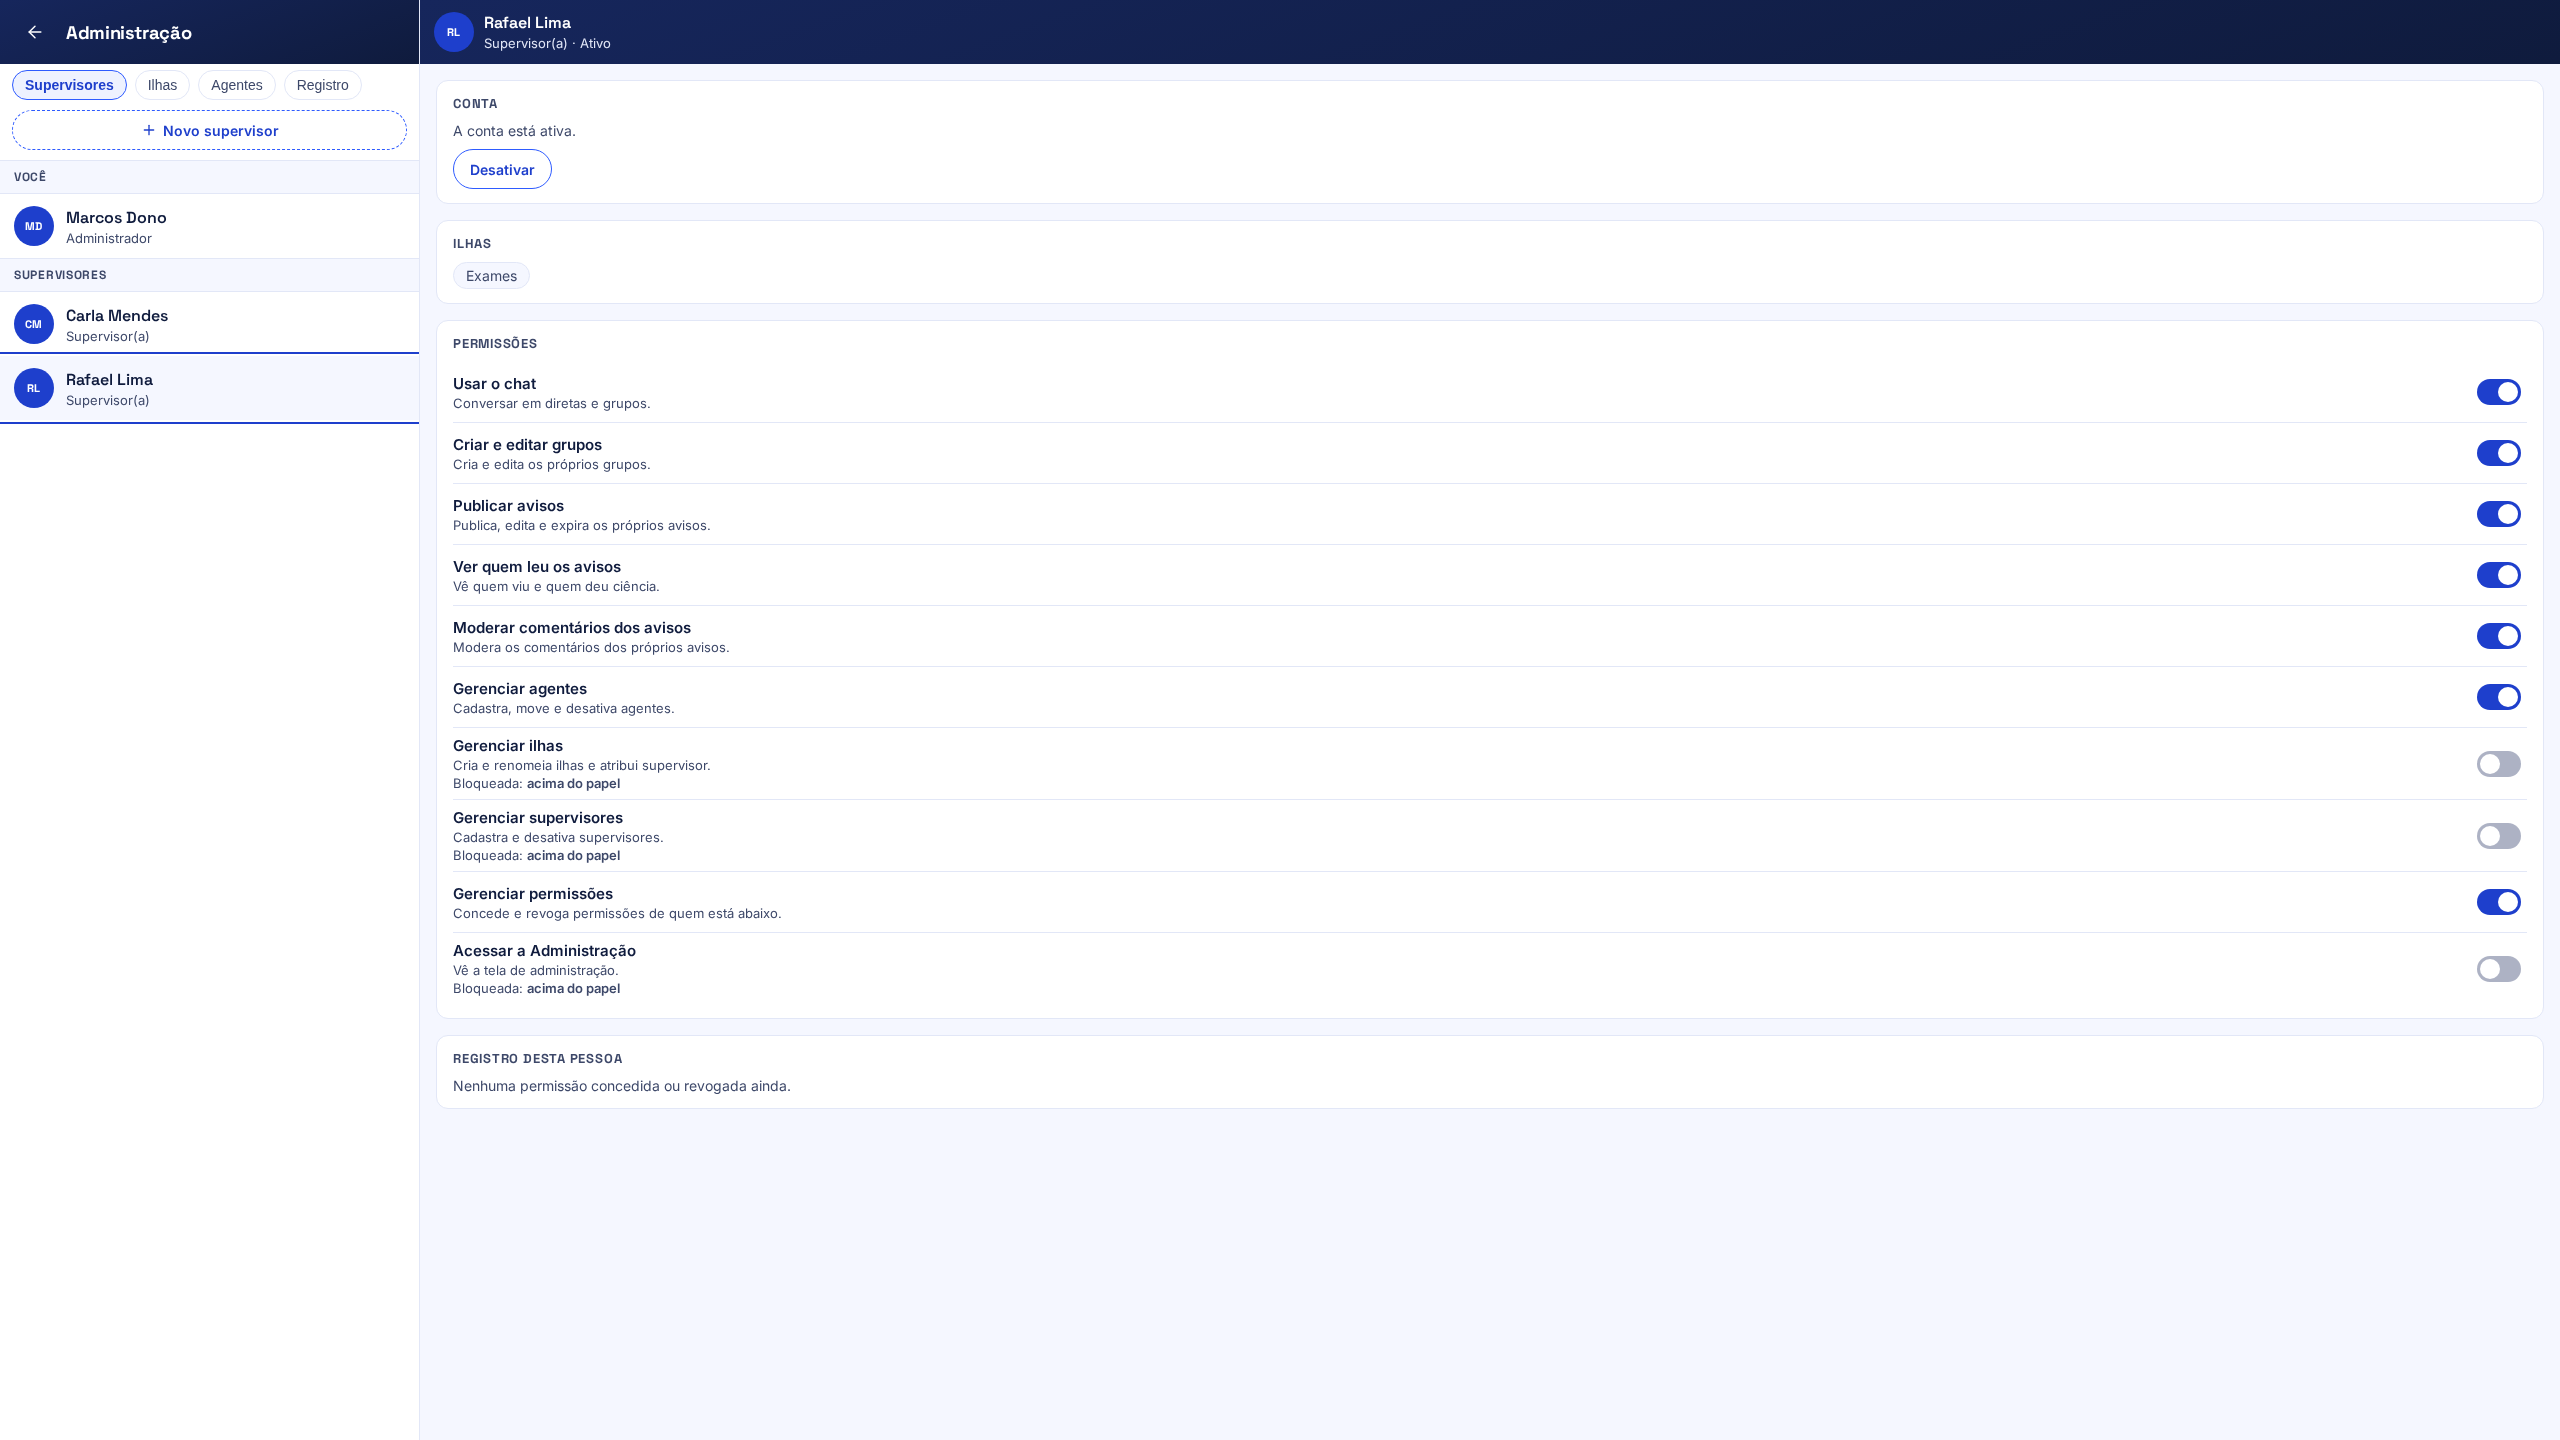 Administração
Supervisores
Ilhas
Agentes
Registro
Novo supervisor
VOCÊ
MD
Marcos Dono
Administrador
SUPERVISORES
CM
Carla Mendes
Supervisor(a)
RL
Rafael Lima
Supervisor(a)
RL
Rafael Lima
Supervisor(a) · Ativo
CONTA
A conta está ativa.
Desativar
ILHAS
Exames
PERMISSÕES
Usar o chat
Conversar em diretas e grupos.
Criar e editar grupos
Cria e edita os próprios grupos.
Publicar avisos
Publica, edita e expira os próprios avisos.
Ver quem leu os avisos
Vê quem viu e quem deu ciência.
Moderar comentários dos avisos
Modera os comentários dos próprios avisos.
Gerenciar agentes
Cadastra, move e desativa agentes.
Gerenciar ilhas
Cria e renomeia ilhas e atribui supervisor.
Bloqueada: acima do papel
Gerenciar supervisores
Cadastra e desativa supervisores.
Bloqueada: acima do papel
Gerenciar permissões
Concede e revoga permissões de quem está abaixo.
Acessar a Administração
Vê a tela de administração.
Bloqueada: acima do papel
REGISTRO DESTA PESSOA
Nenhuma permissão concedida ou revogada ainda.